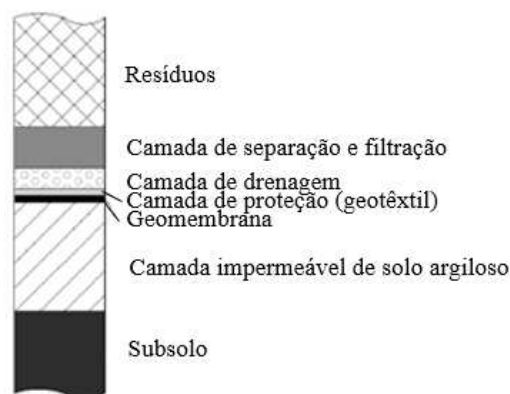 Resíduos
Camada de separação e filtração
Camada de drenagem
Camada de proteção (geotêxtil)
Geomembrana
Camada impermeável de solo argiloso
Subsolo